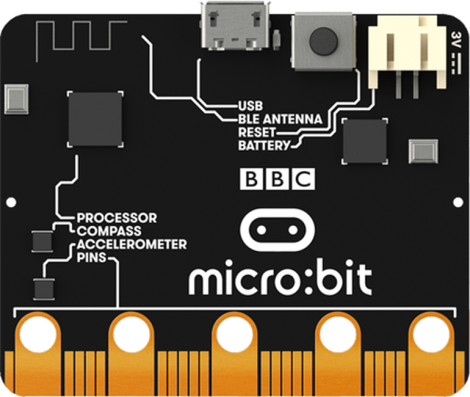 3V
USB
BLE ANTENNA
RESET
BATTERY
BBC
PROCESSOR
COMPASS
ACCELEROMETER
PINS
micro:bit